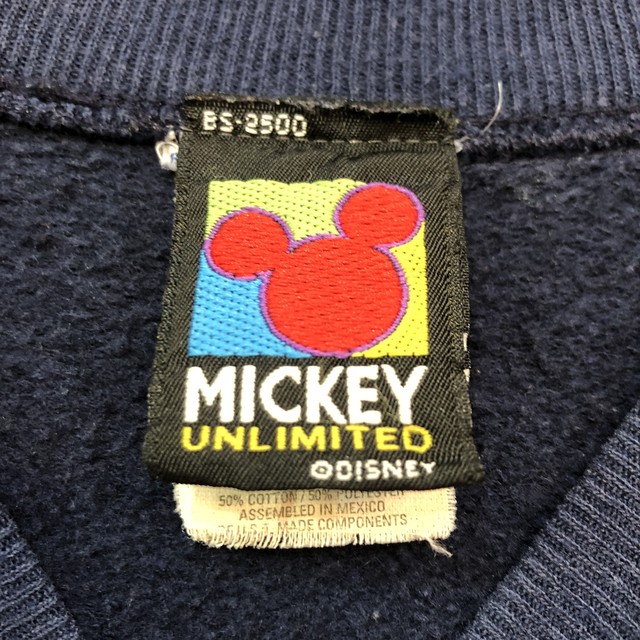 BS-2500
MICKEY
UNLIMITED
©DISNEY
50% COTTON / 50% POLYESTER
ASSEMBLED IN MEXICO
OF U.S.A. MADE COMPONENTS